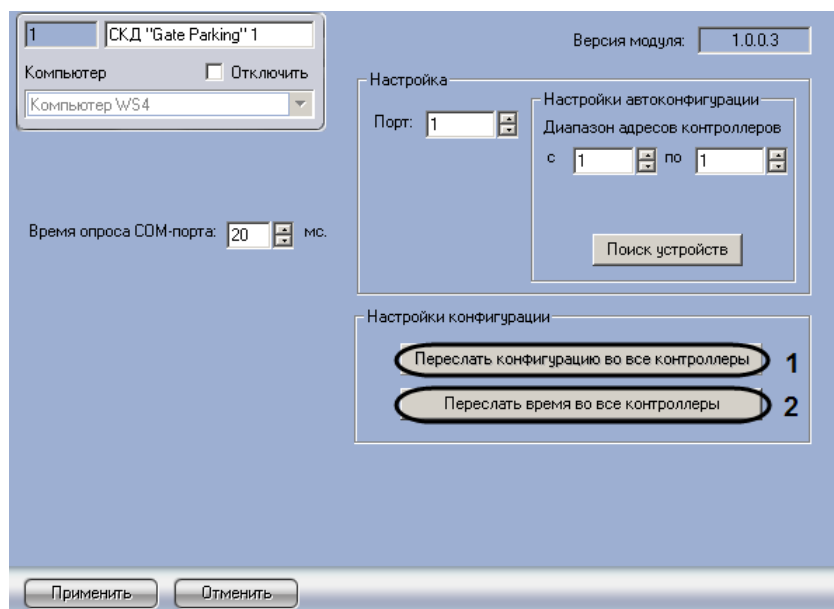 1 СКД "Gate Parking" 1
Компьютер Отключить
Компьютер WS4
Время опроса COM-порта: 20 мс.
Версия модуля: 1.0.0.3
Настройка
Порт: 1
Настройки автоконфигурации
Диапазон адресов контроллеров
с 1 по 1
Поиск устройств
Настройки конфигурации
Переслать конфигурацию во все контроллеры 1
Переслать время во все контроллеры 2
Применить Отменить